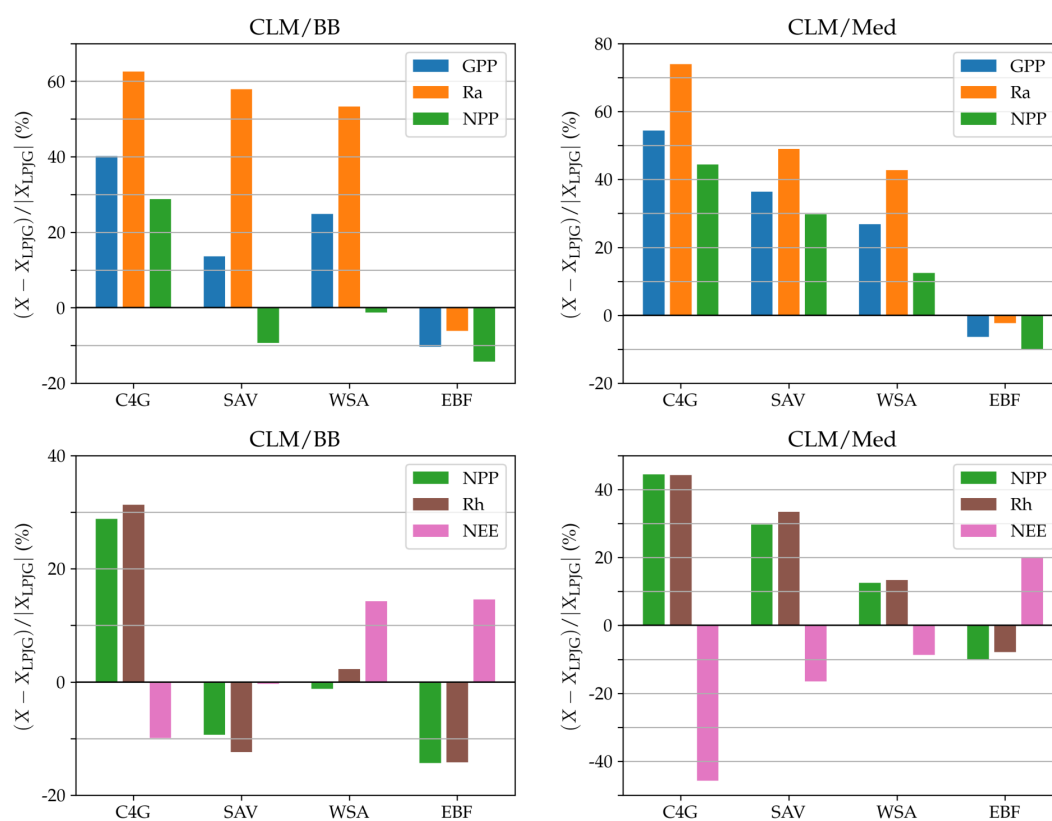 CLM/BB
(X − X_LPJG)/|X_LPJG| (%)
60
40
20
0
-20
GPP
Ra
NPP
C4G SAV WSA EBF
CLM/Med
(X − X_LPJG)/|X_LPJG| (%)
80
60
40
20
0
-20
GPP
Ra
NPP
C4G SAV WSA EBF
CLM/BB
(X − X_LPJG)/|X_LPJG| (%)
40
20
0
-20
NPP
Rh
NEE
C4G SAV WSA EBF
CLM/Med
(X − X_LPJG)/|X_LPJG| (%)
40
20
0
-20
-40
NPP
Rh
NEE
C4G SAV WSA EBF